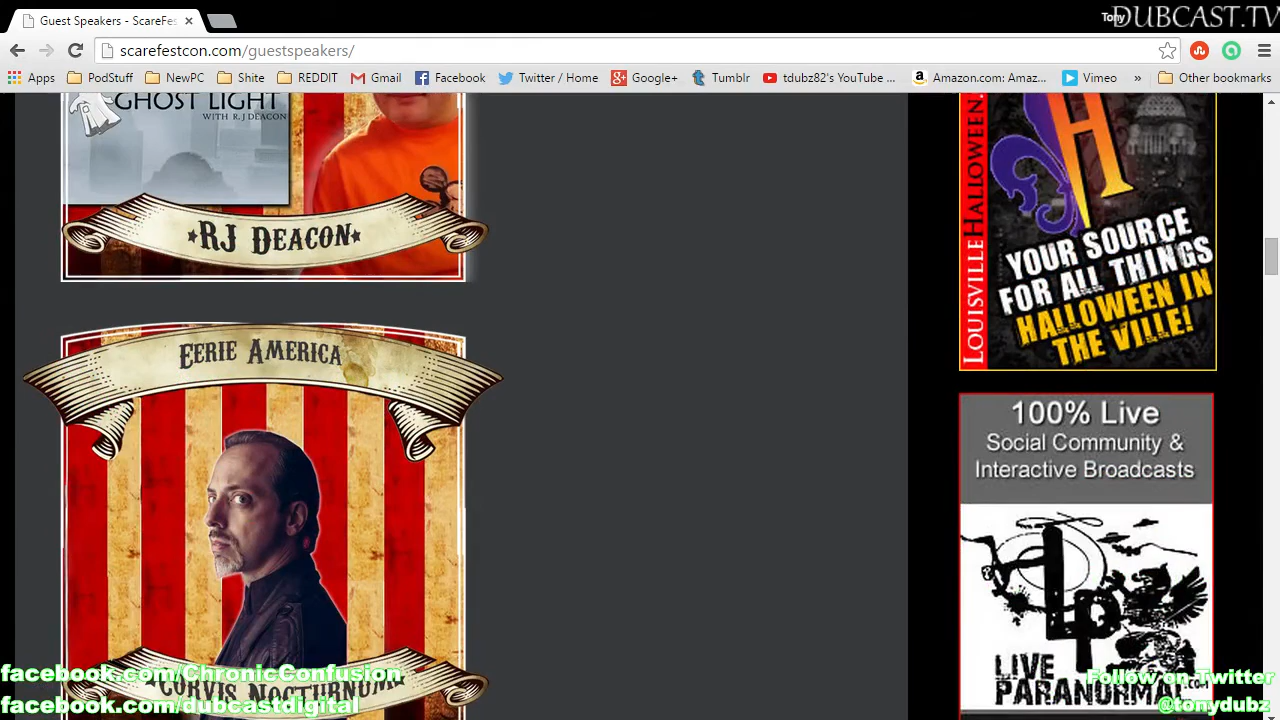 Guest Speakers - ScareFes
Tony DUBCAST.TV
scarefestcon.com/guestspeakers/
Apps PodStuff NewPC Shite REDDIT Gmail Facebook Twitter / Home Google+ Tumblr tdubz82's YouTube ... Amazon.com: Amaz... Vimeo » Other bookmarks
GHOST LIGHT
WITH R.J DEACON
RJ DEACON
EERIE AMERICA
CORVIS NOCTURNUM
facebook.com/ChronicConfusion
facebook.com/dubcastdigital
LOUISVILLEHALLOWEEN.
H
YOUR SOURCE
FOR ALL THINGS
HALLOWEEN IN
THE VILLE!
100% Live
Social Community &
Interactive Broadcasts
LP
LIVE
PARANORMAL.co
Follow on Twitter
@tonydubz